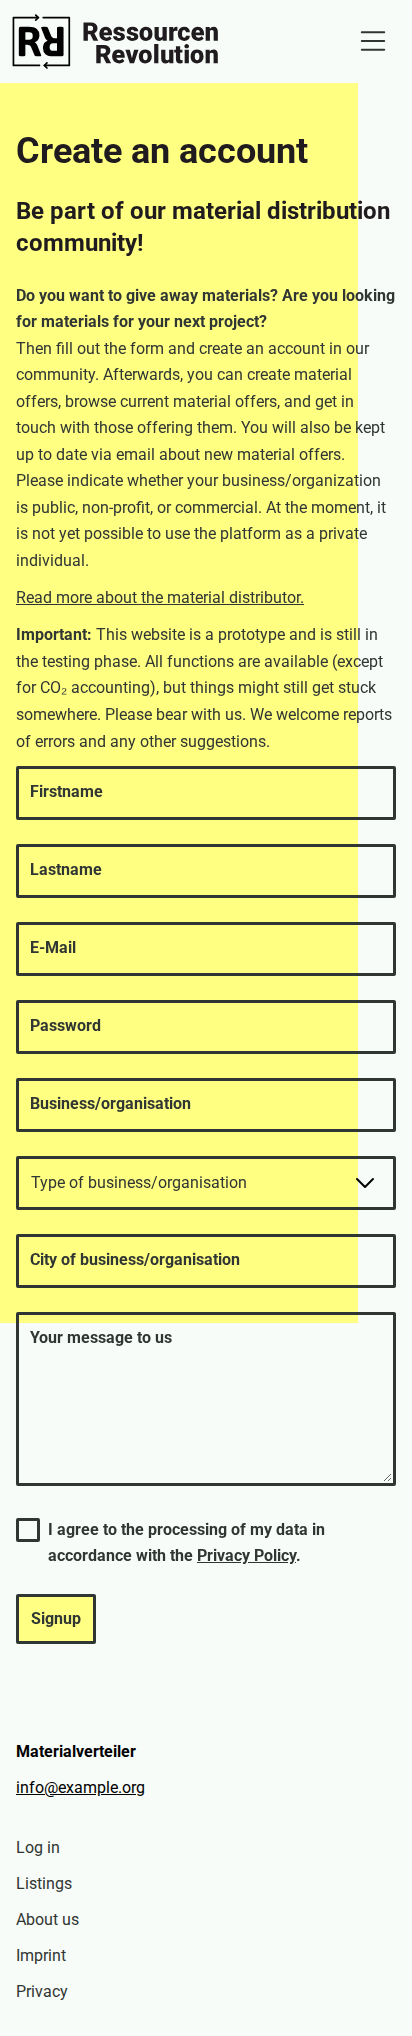 RR Ressourcen
Revolution
Create an account
Be part of our material distribution
community!
Do you want to give away materials? Are you looking
for materials for your next project?
Then fill out the form and create an account in our
community. Afterwards, you can create material
offers, browse current material offers, and get in
touch with those offering them. You will also be kept
up to date via email about new material offers.
Please indicate whether your business/organization
is public, non-profit, or commercial. At the moment, it
is not yet possible to use the platform as a private
individual.
Read more about the material distributor.
Important: This website is a prototype and is still in
the testing phase. All functions are available (except
for CO₂ accounting), but things might still get stuck
somewhere. Please bear with us. We welcome reports
of errors and any other suggestions.
Firstname
Lastname
E-Mail
Password
Business/organisation
Type of business/organisation
City of business/organisation
Your message to us
I agree to the processing of my data in
accordance with the Privacy Policy.
Signup
Materialverteiler
info@example.org
Log in
Listings
About us
Imprint
Privacy